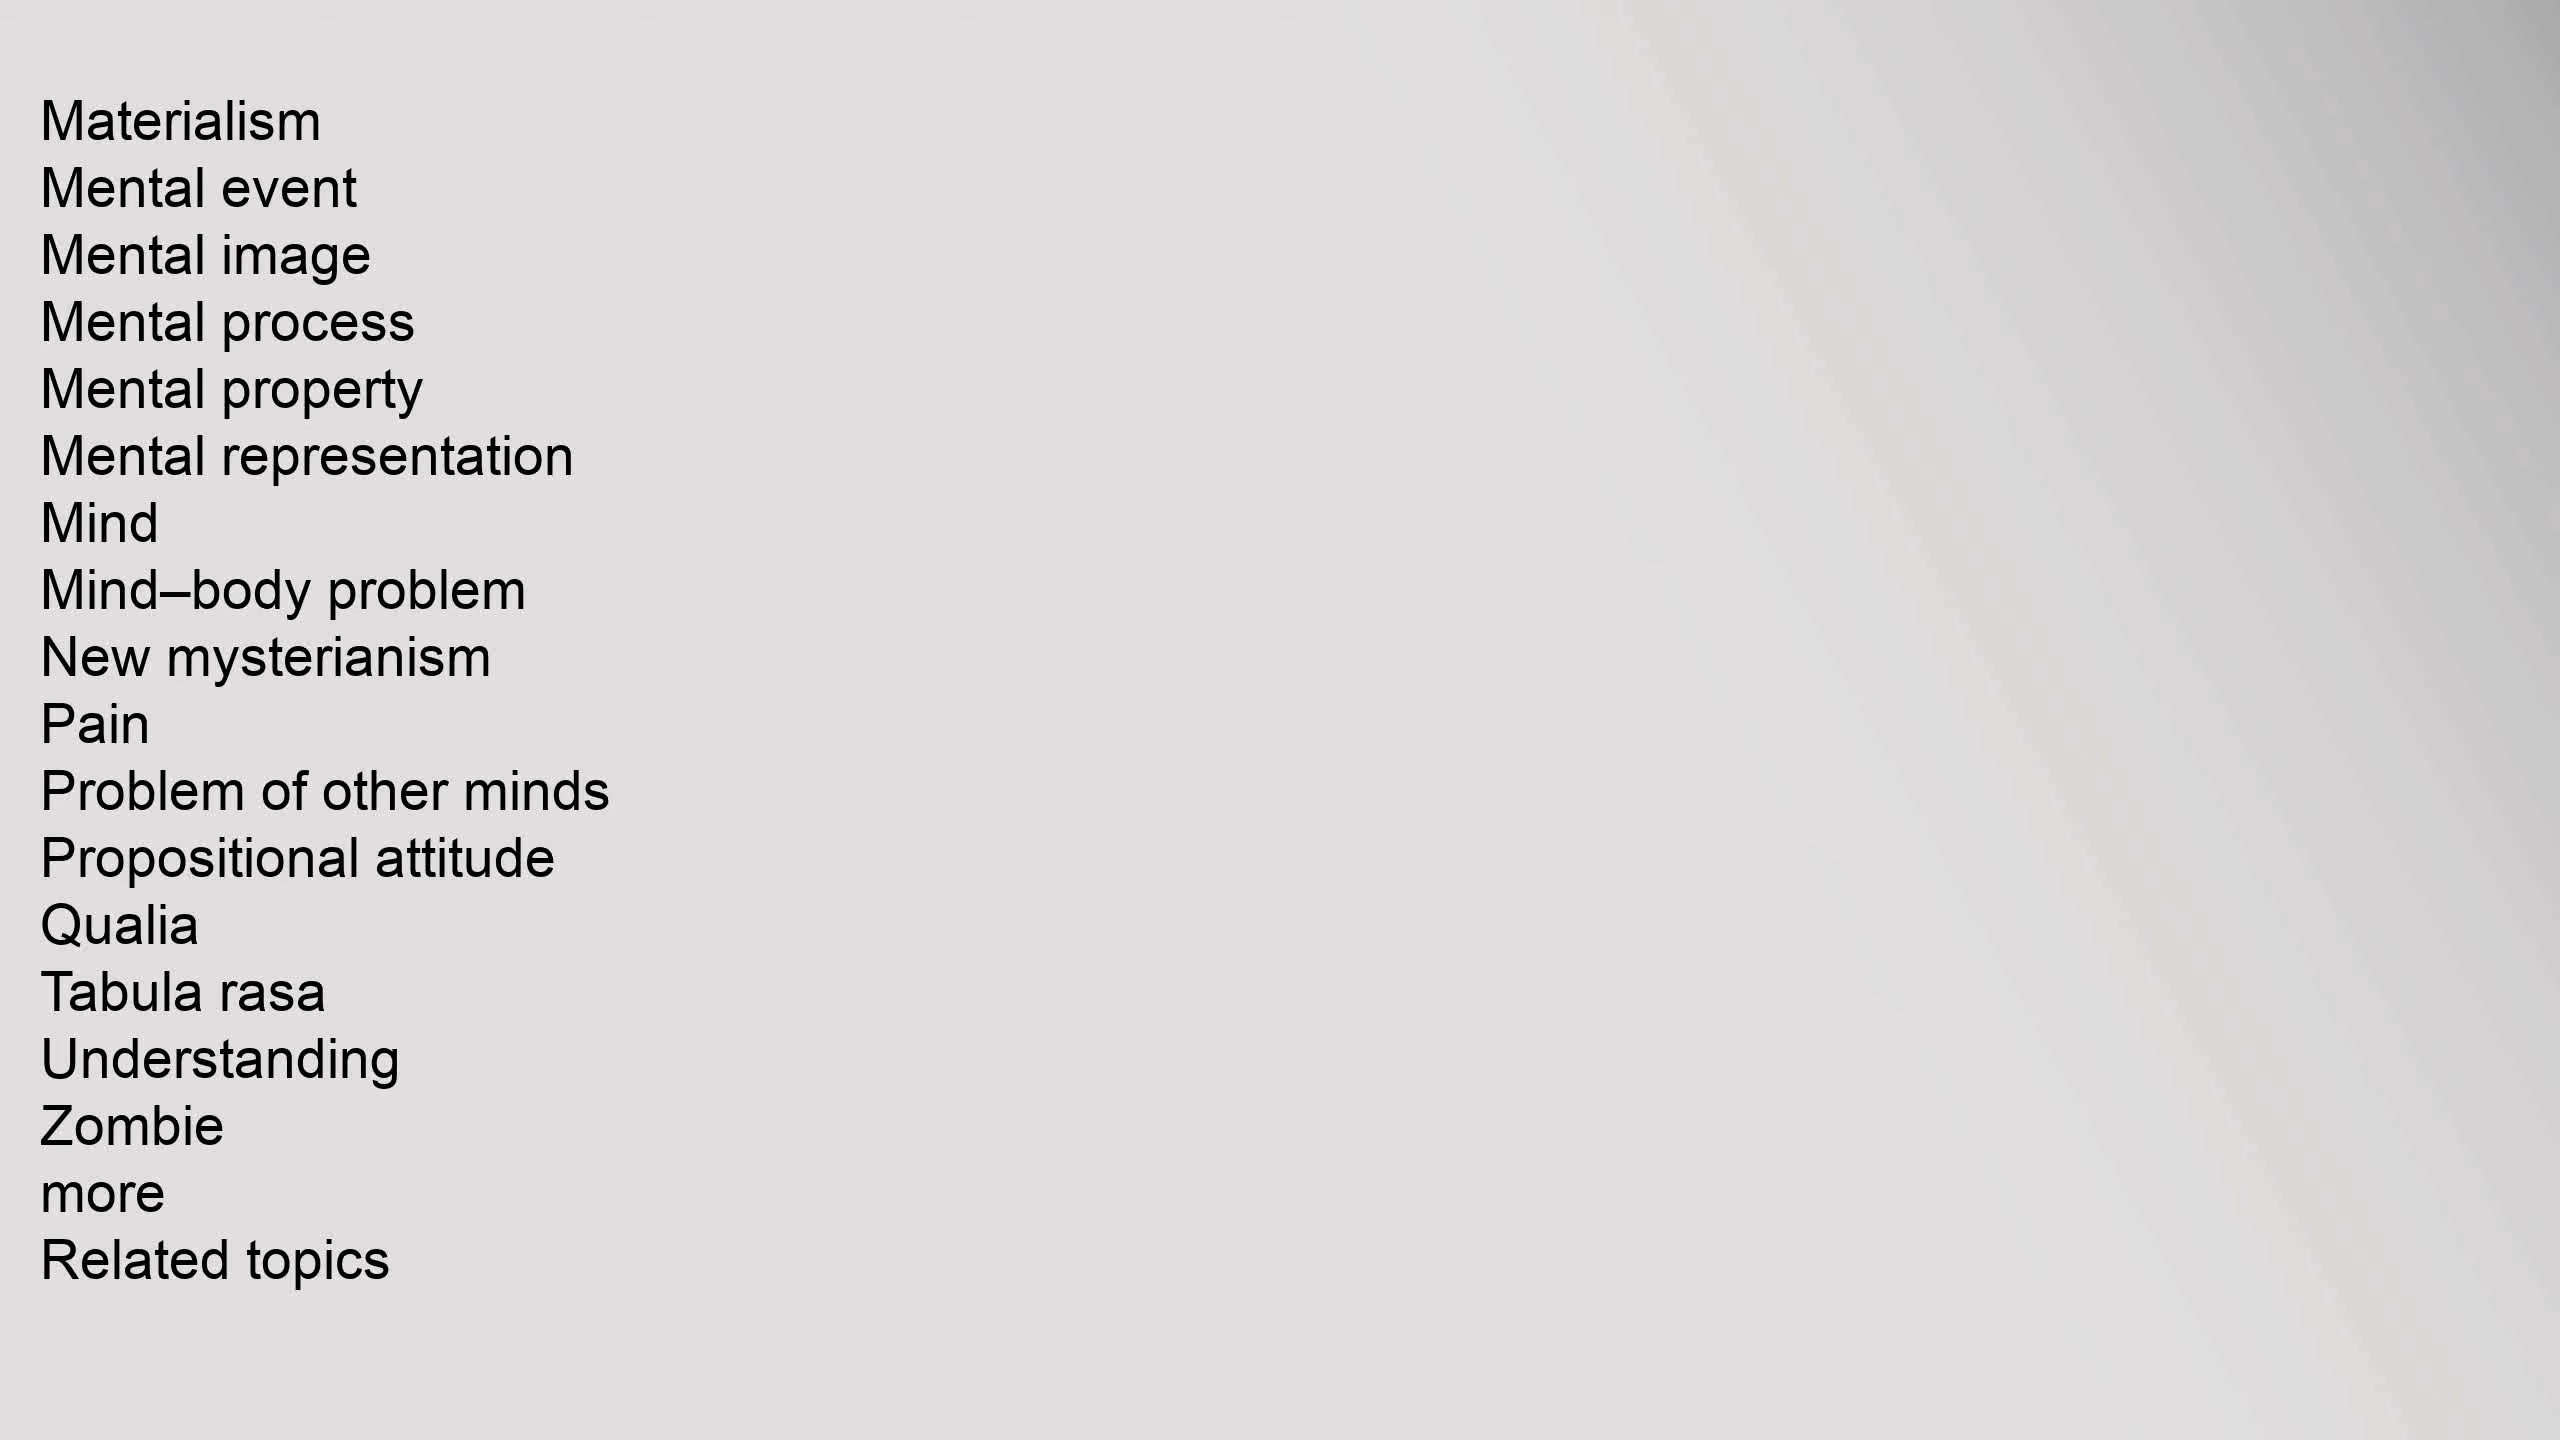 Materialism
Mental event
Mental image
Mental process
Mental property
Mental representation
Mind
Mind–body problem
New mysterianism
Pain
Problem of other minds
Propositional attitude
Qualia
Tabula rasa
Understanding
Zombie
more
Related topics